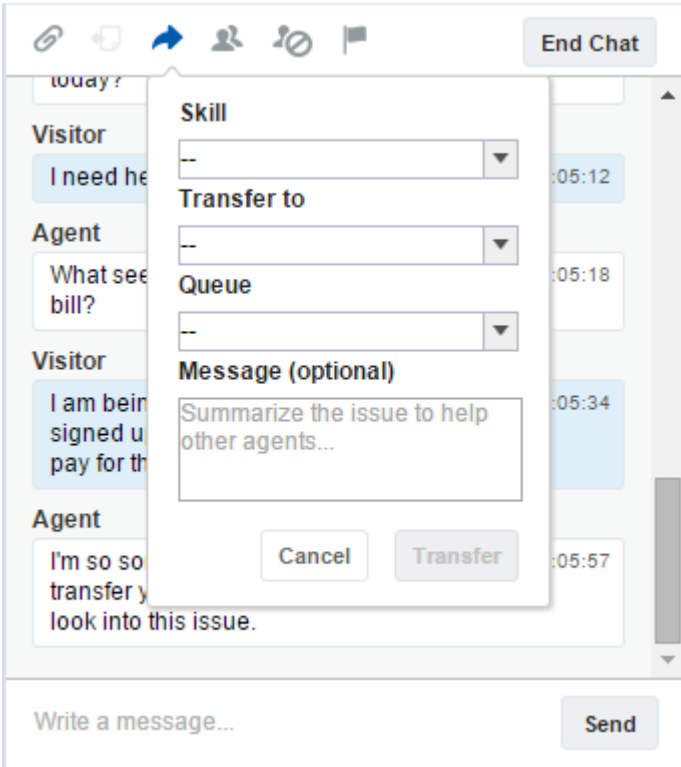 End Chat
today?
Visitor
I need he
:05:12
Agent
What see
:05:18
bill?
Visitor
I am bein
:05:34
signed u
pay for th
Agent
I'm so so
:05:57
transfer y
look into this issue.
Skill
--
Transfer to
--
Queue
--
Message (optional)
Summarize the issue to help
other agents...
Cancel
Transfer
Write a message...
Send